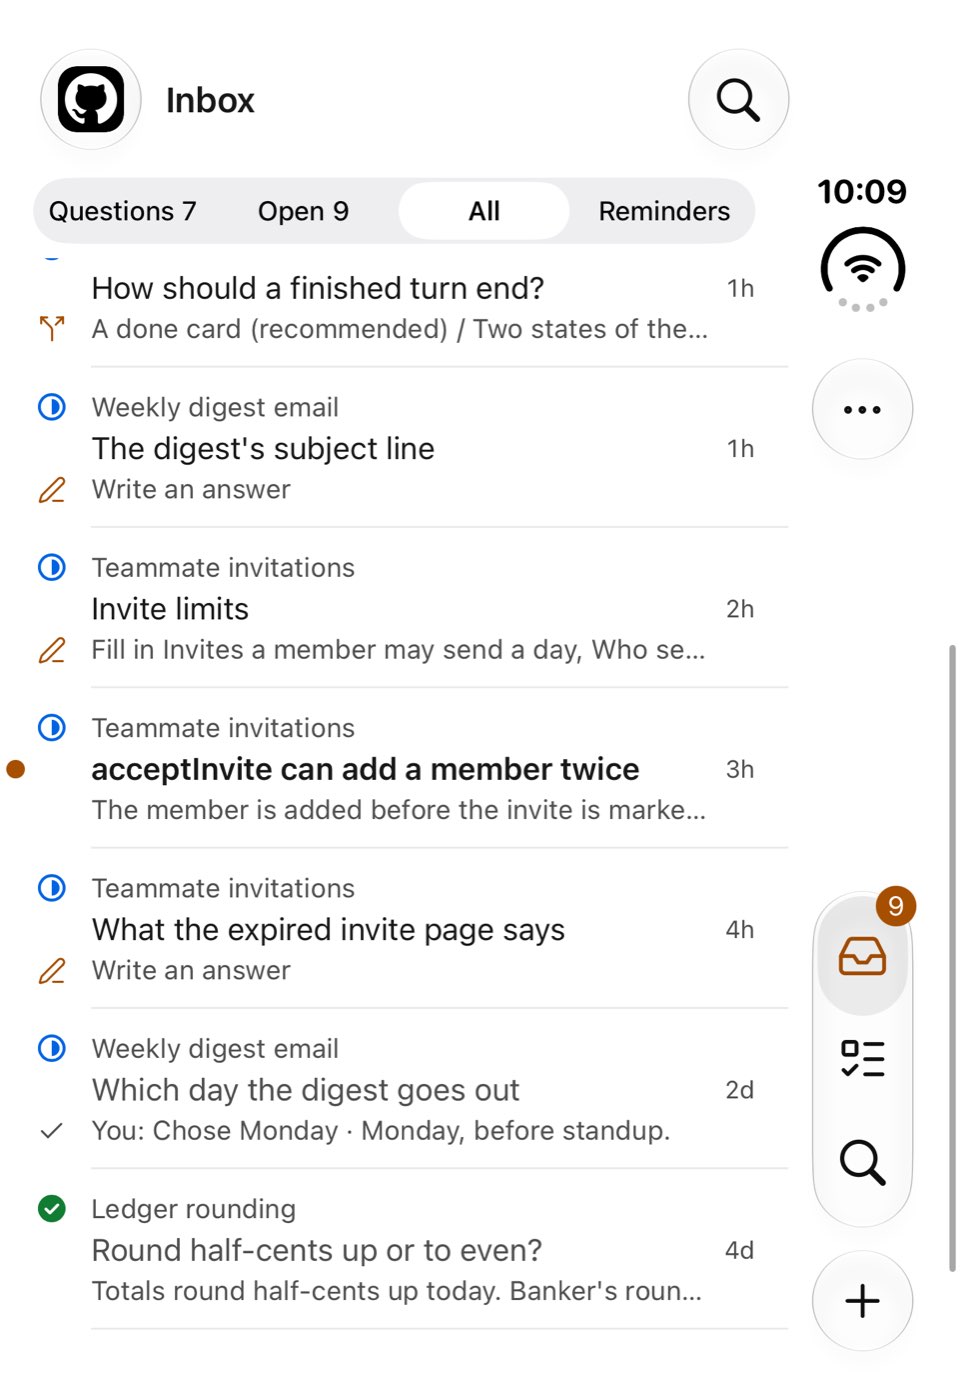 Inbox
10:09
Questions 7
Open 9
All
Reminders
How should a finished turn end?
1h
A done card (recommended) / Two states of the...
Weekly digest email
The digest's subject line
1h
Write an answer
Teammate invitations
Invite limits
2h
Fill in Invites a member may send a day, Who se...
Teammate invitations
acceptInvite can add a member twice
3h
The member is added before the invite is marke...
Teammate invitations
What the expired invite page says
4h
Write an answer
9
Weekly digest email
Which day the digest goes out
2d
You: Chose Monday · Monday, before standup.
Ledger rounding
Round half-cents up or to even?
4d
Totals round half-cents up today. Banker's roun...